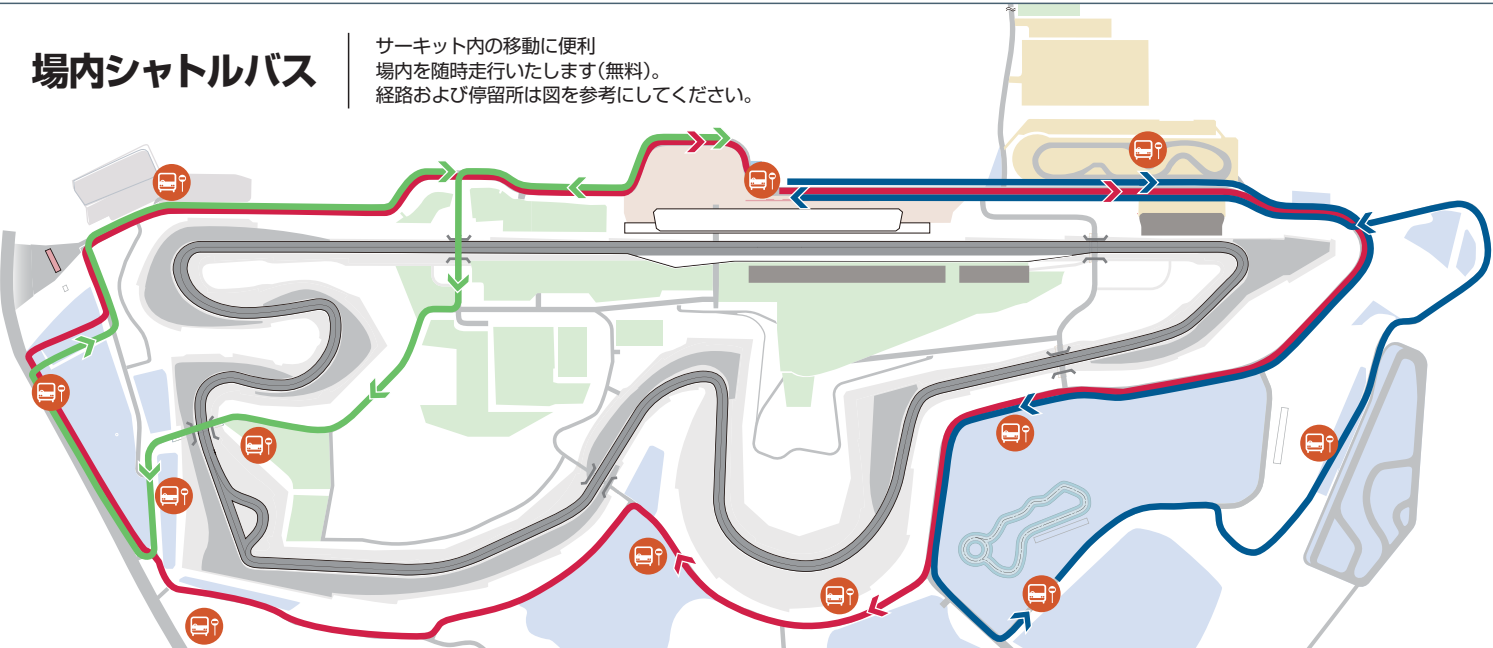 場内シャトルバス
サーキット内の移動に便利
場内を随時走行いたします(無料)。
経路および停留所は図を参考にしてください。